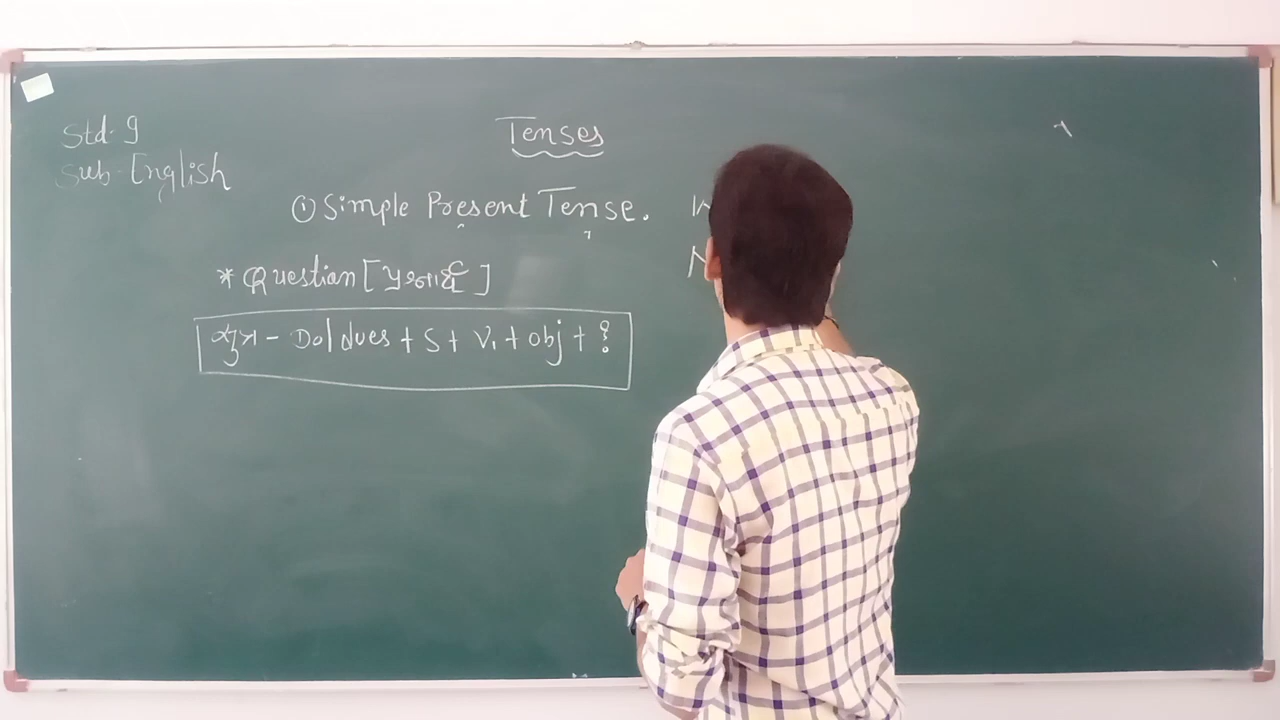 Std-9
Sub-English
Tenses
① Simple Present Tense.
* Question [પ્રશ્નાર્થ]
સૂત્ર - Do/does + S + V₁ + obj + ?